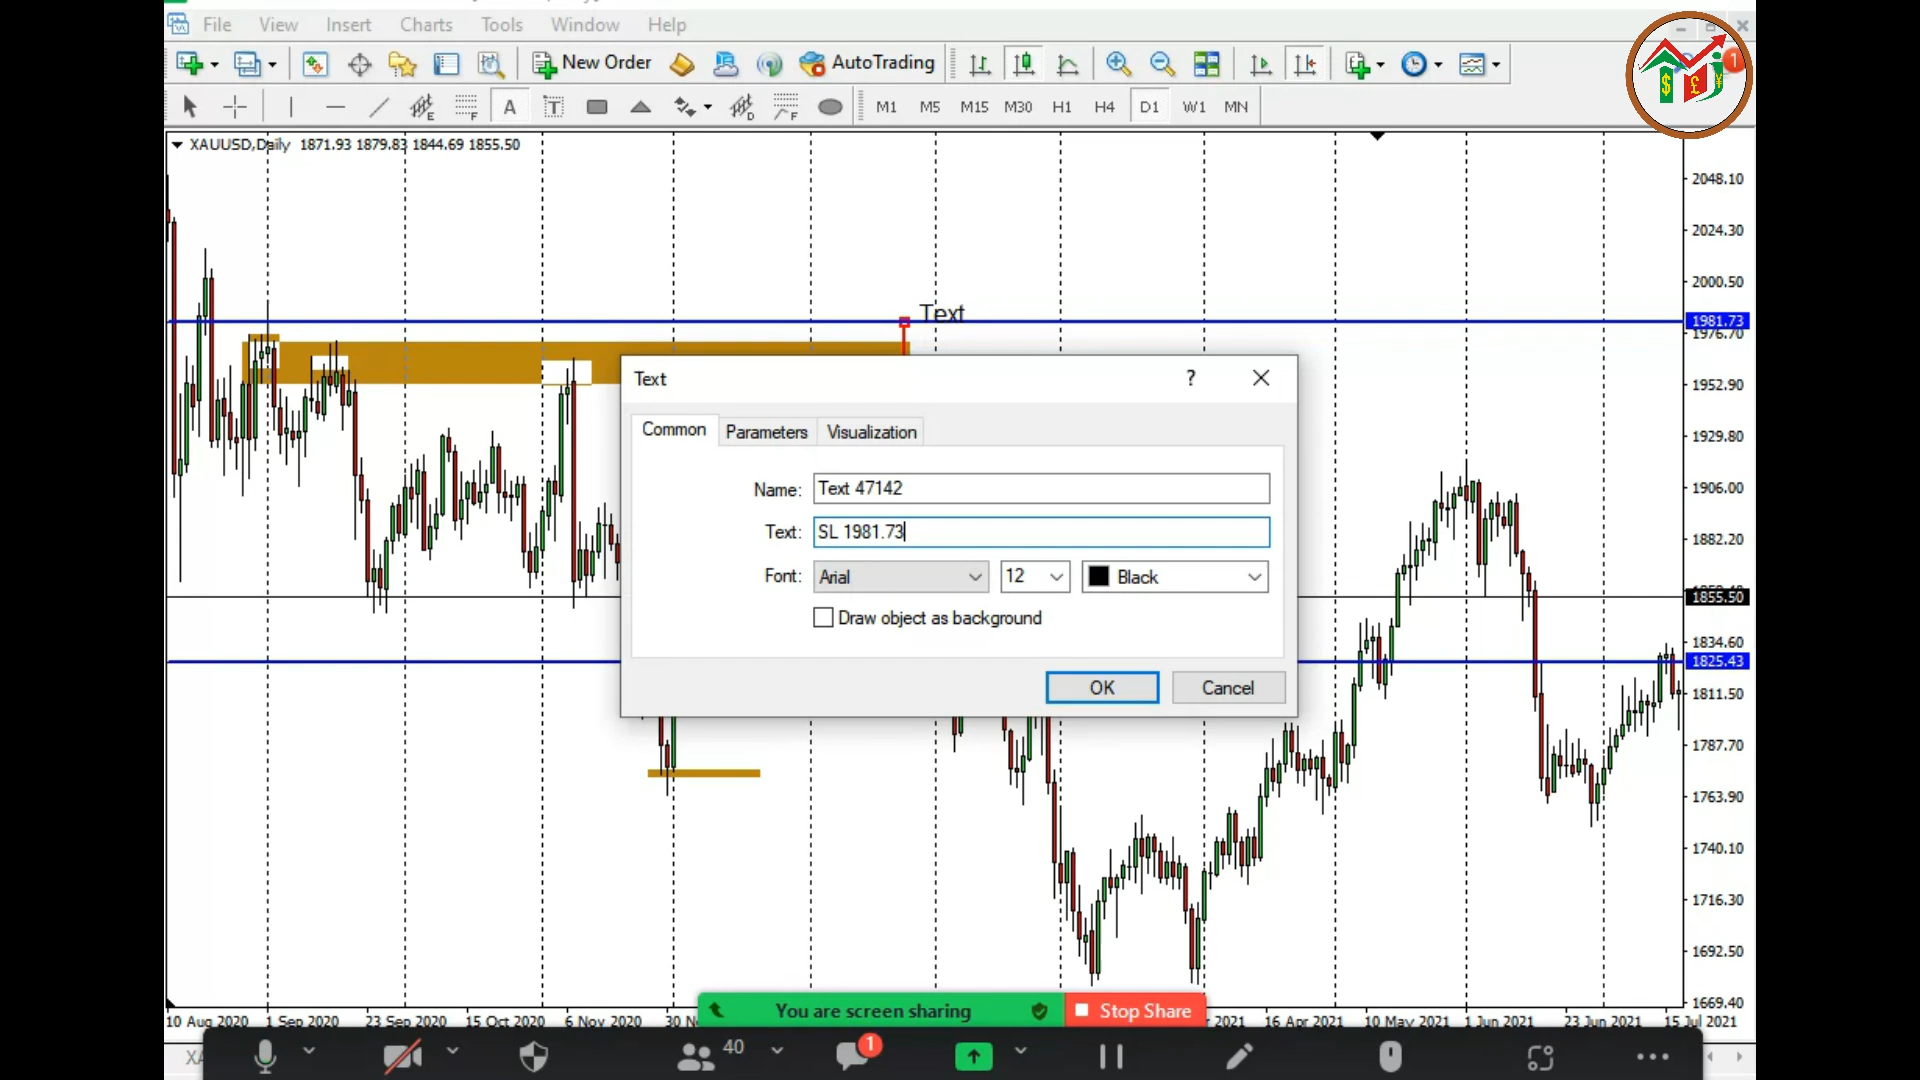 File View Insert Charts Tools Window Help
New Order AutoTrading 1
A T E F D F M1 M5 M15 M30 H1 H4 D1 W1 MN
XAUUSD,Daily 1871.93 1879.83 1844.69 1855.50
2048.10
2024.30
2000.50
Text
1981.73
1976.70
1952.90
1929.80
1906.00
1882.20
1855.50
1834.60
1825.43
1811.50
1787.70
1763.90
1740.10
1716.30
1692.50
1669.40
Text ? X
Common Parameters Visualization
Name: Text 47142
Text: SL 1981.73
Font: Arial 12 Black
Draw object as background
OK Cancel
10 Aug 2020 1 Sep 2020 23 Sep 2020 15 Oct 2020 6 Nov 2020 30 N 2021 16 Apr 2021 10 May 2021 1 Jun 2021 23 Jun 2021 15 Jul 2021
You are screen sharing Stop Share
XA 40 1